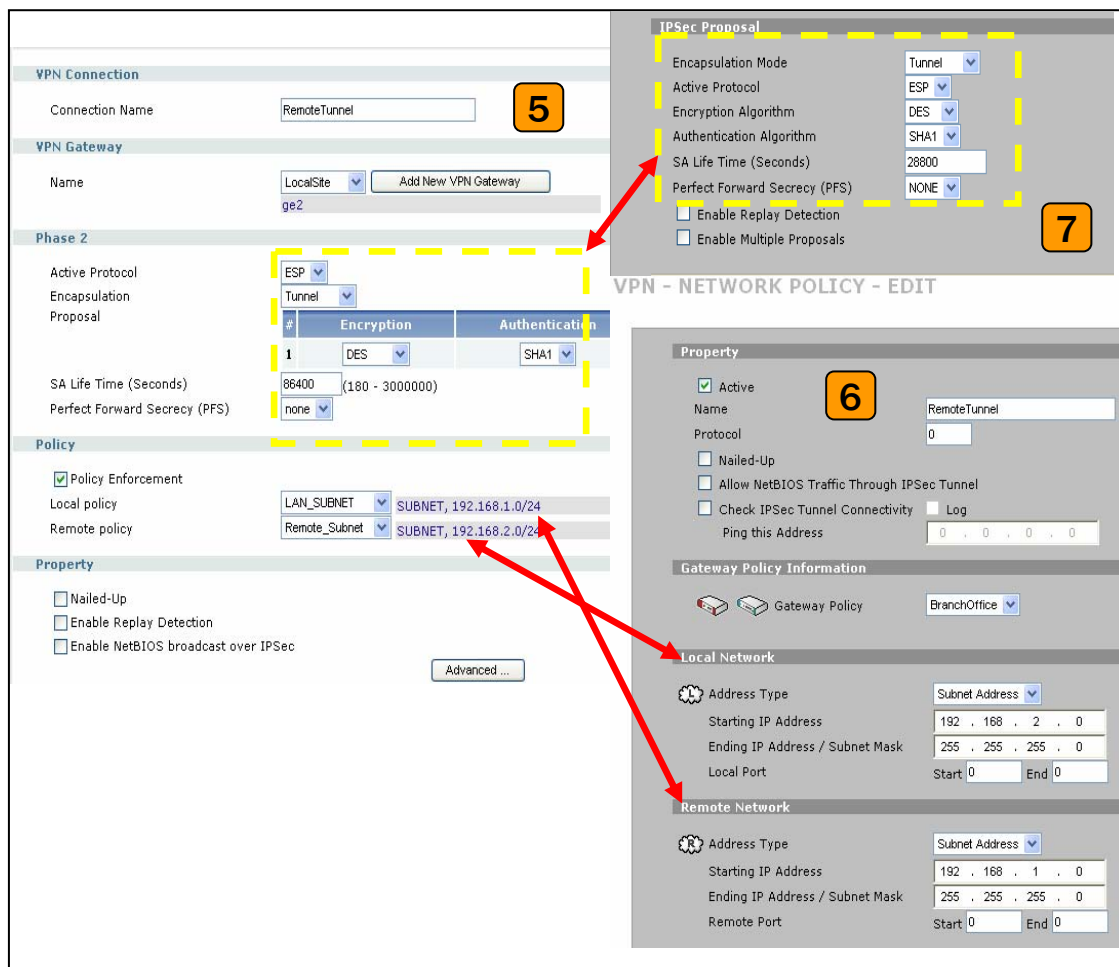 VPN Connection
Connection Name RemoteTunnel
5
VPN Gateway
Name LocalSite Add New VPN Gateway
ge2
Phase 2
Active Protocol ESP
Encapsulation Tunnel
Proposal
# Encryption Authentication
1 DES SHA1
SA Life Time (Seconds) 86400 (180 - 3000000)
Perfect Forward Secrecy (PFS) none
Policy
Policy Enforcement
Local policy LAN_SUBNET SUBNET, 192.168.1.0/24
Remote policy Remote_Subnet SUBNET, 192.168.2.0/24
Property
Nailed-Up
Enable Replay Detection
Enable NetBIOS broadcast over IPSec
Advanced ...
IPSec Proposal
Encapsulation Mode Tunnel
Active Protocol ESP
Encryption Algorithm DES
Authentication Algorithm SHA1
SA Life Time (Seconds) 28800
Perfect Forward Secrecy (PFS) NONE
Enable Replay Detection
Enable Multiple Proposals
7
VPN - NETWORK POLICY - EDIT
Property
Active
6
Name RemoteTunnel
Protocol 0
Nailed-Up
Allow NetBIOS Traffic Through IPSec Tunnel
Check IPSec Tunnel Connectivity Log
Ping this Address 0 . 0 . 0 . 0
Gateway Policy Information
Gateway Policy BranchOffice
Local Network
L Address Type Subnet Address
Starting IP Address 192 . 168 . 2 . 0
Ending IP Address / Subnet Mask 255 . 255 . 255 . 0
Local Port Start 0 End 0
Remote Network
R Address Type Subnet Address
Starting IP Address 192 . 168 . 1 . 0
Ending IP Address / Subnet Mask 255 . 255 . 255 . 0
Remote Port Start 0 End 0